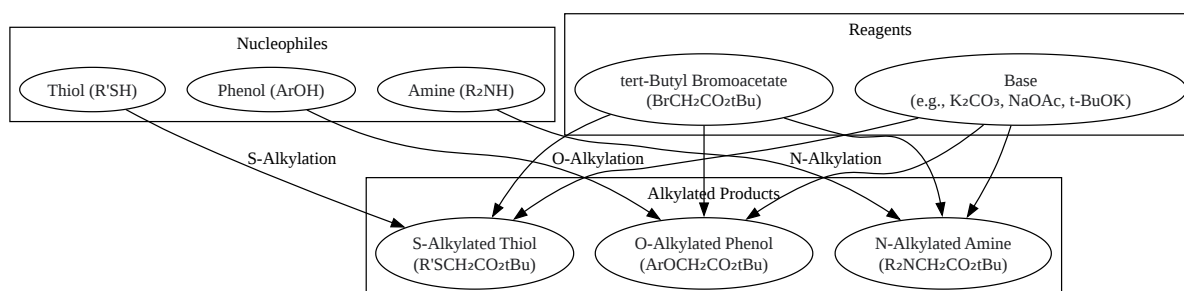 Nucleophiles
Reagents
Thiol (R'SH)
Phenol (ArOH)
Amine (R₂NH)
tert-Butyl Bromoacetate
(BrCH₂CO₂tBu)
Base
(e.g., K₂CO₃, NaOAc, t-BuOK)
S-Alkylation
O-Alkylation
N-Alkylation
Alkylated Products
S-Alkylated Thiol
(R'SCH₂CO₂tBu)
O-Alkylated Phenol
(ArOCH₂CO₂tBu)
N-Alkylated Amine
(R₂NCH₂CO₂tBu)